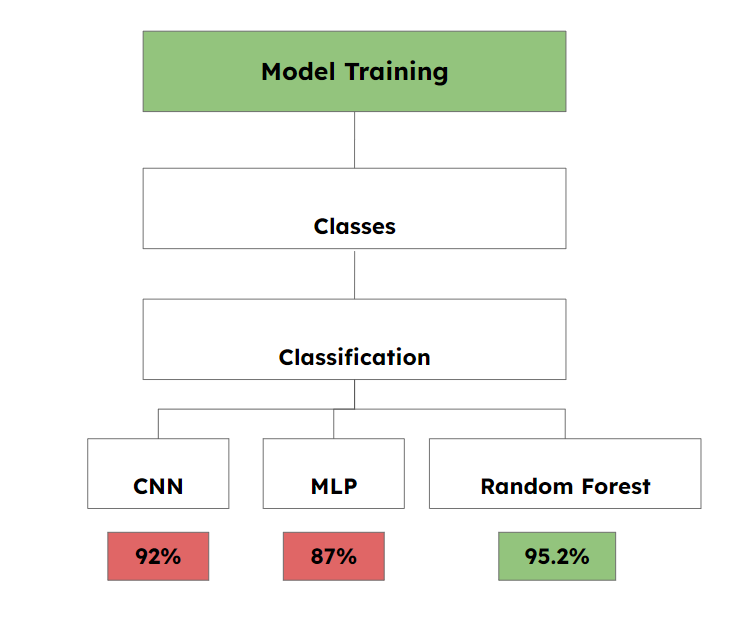 Model Training
Classes
Classification
CNN
MLP
Random Forest
92%
87%
95.2%